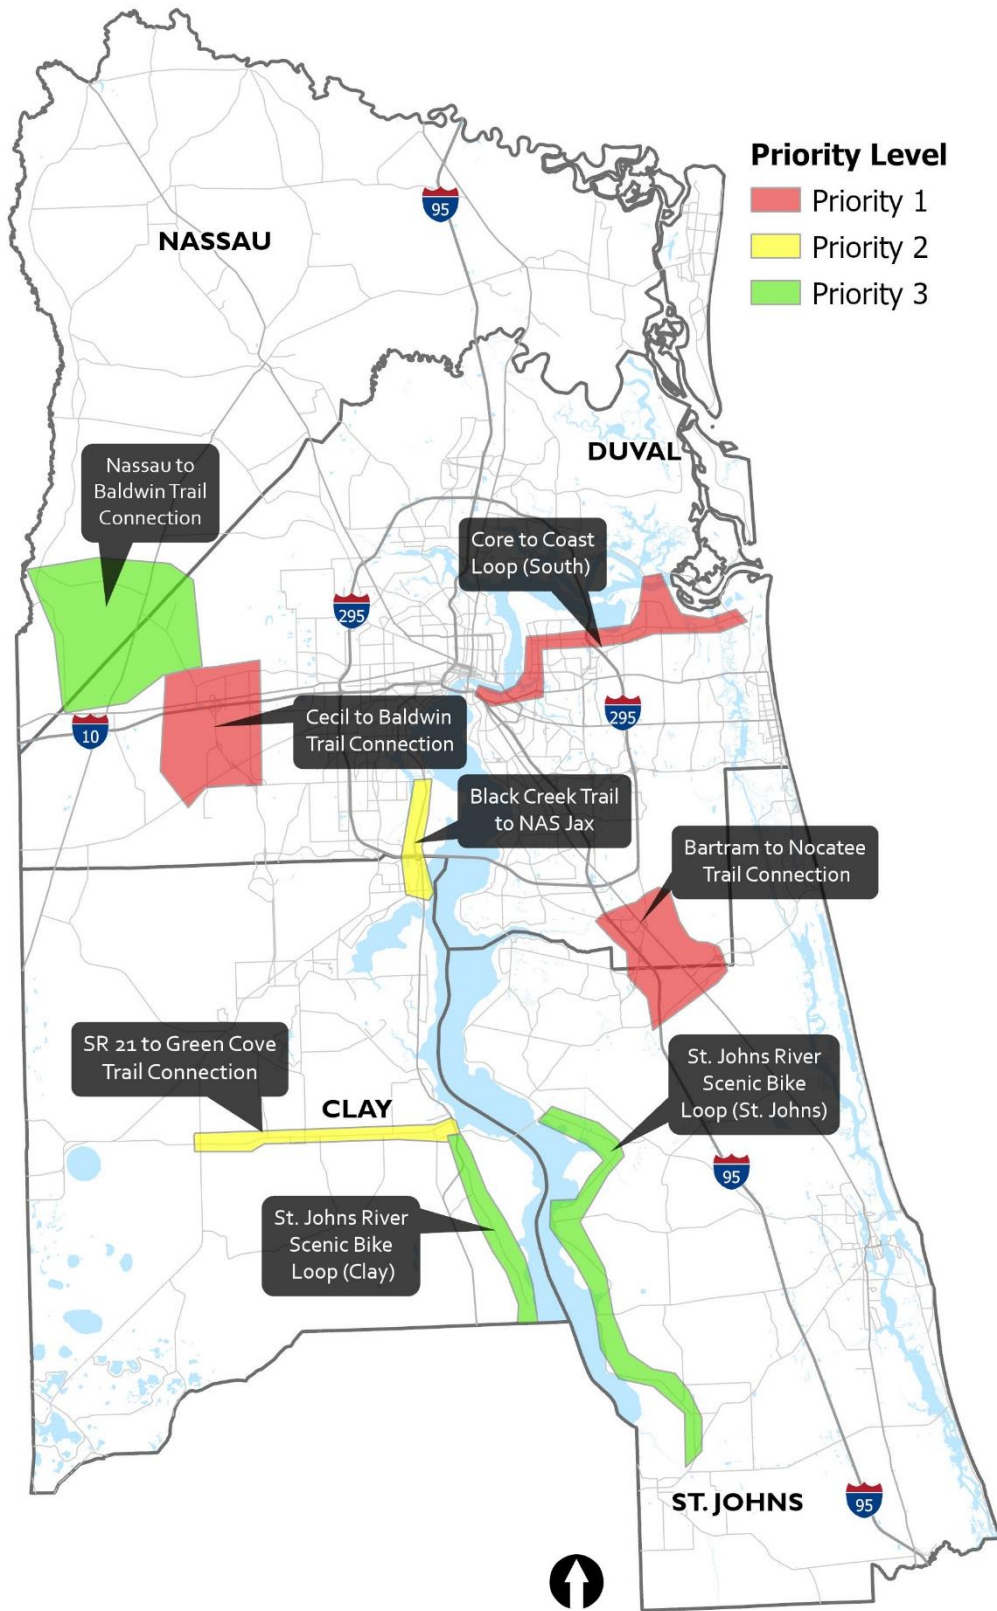 Priority Level
Priority 1
Priority 2
Priority 3
95
NASSAU
DUVAL
Nassau to
Baldwin Trail
Connection
Core to Coast
Loop (South)
295
295
10
Cecil to Baldwin
Trail Connection
Black Creek Trail
to NAS Jax
Bartram to Nocatee
Trail Connection
SR 21 to Green Cove
Trail Connection
CLAY
St. Johns River
Scenic Bike
Loop (St. Johns)
95
St. Johns River
Scenic Bike
Loop (Clay)
95
ST. JOHNS